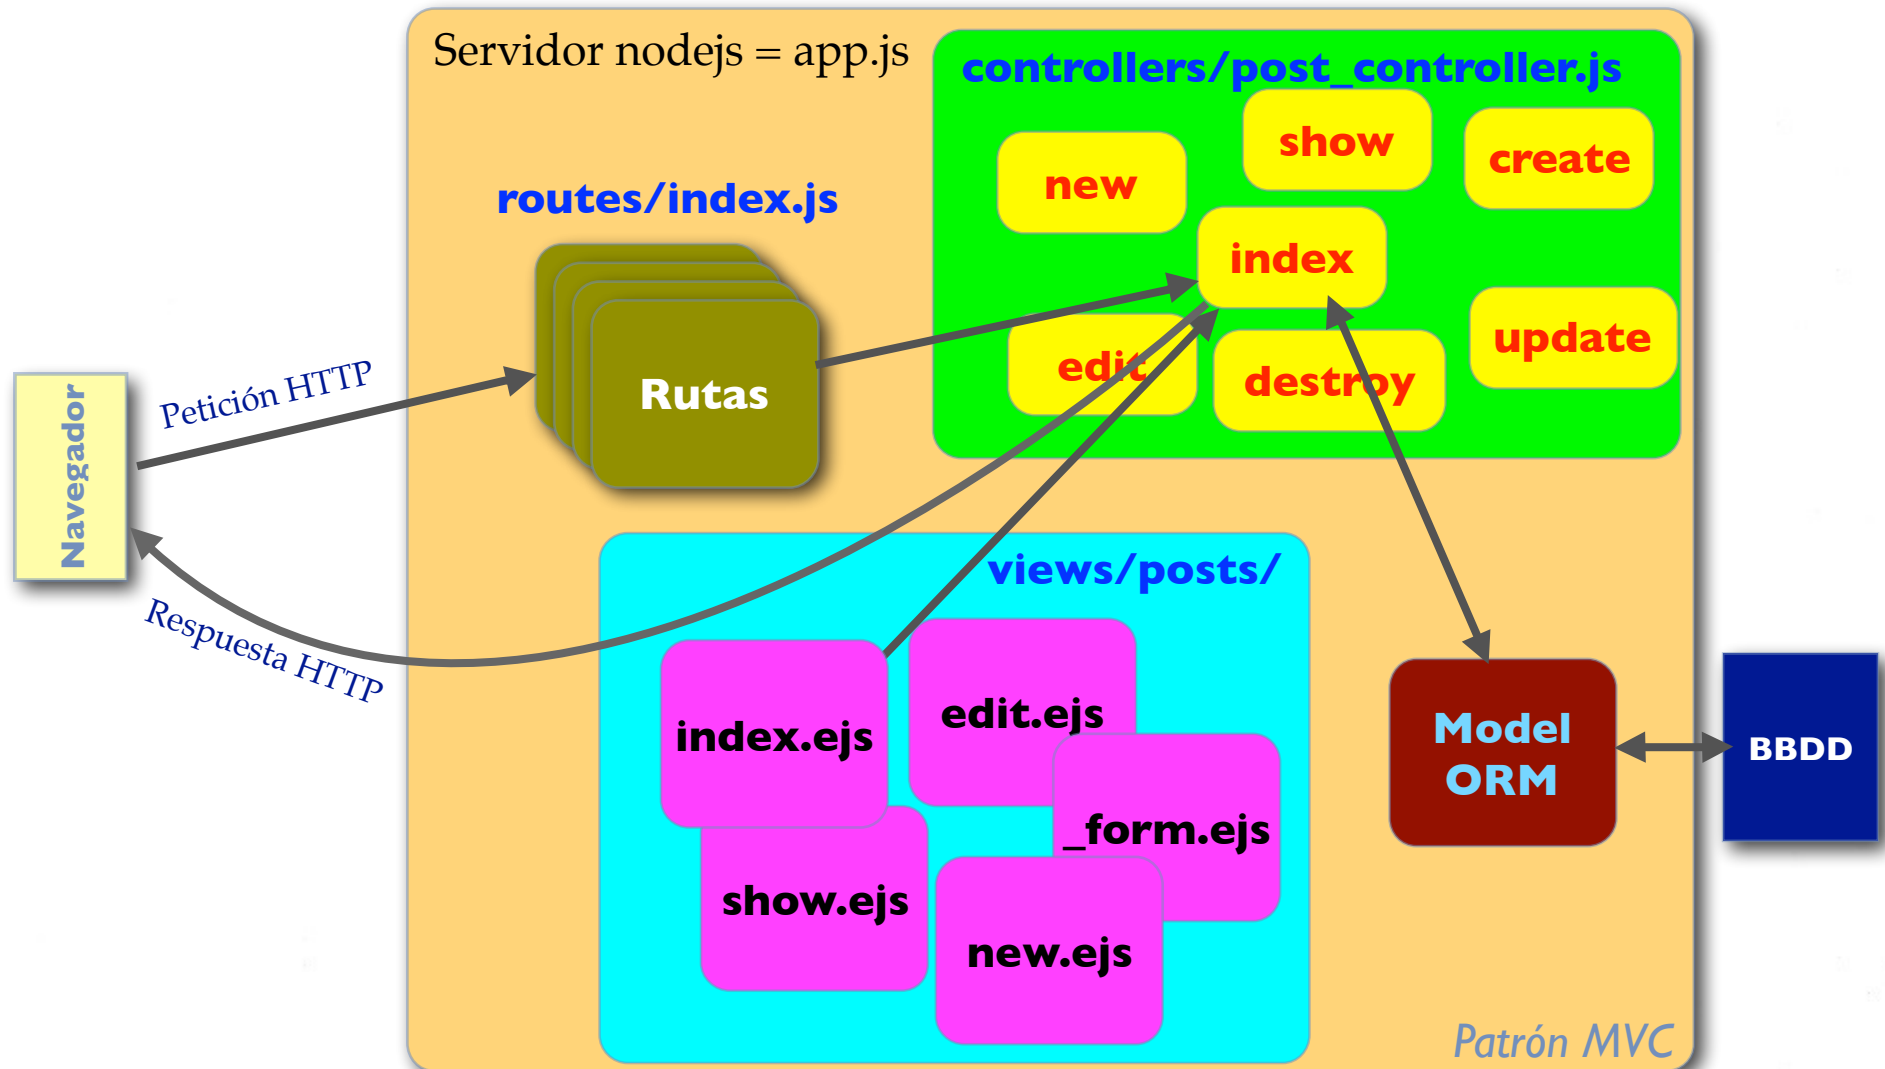 Servidor nodejs = app.js
controllers/post_controller.js
show
create
new
routes/index.js
index
update
edit
destroy
Petición HTTP
Rutas
Navegador
Respuesta HTTP
views/posts/
index.ejs
edit.ejs
_form.ejs
show.ejs
new.ejs
Model
ORM
BBDD
Patrón MVC